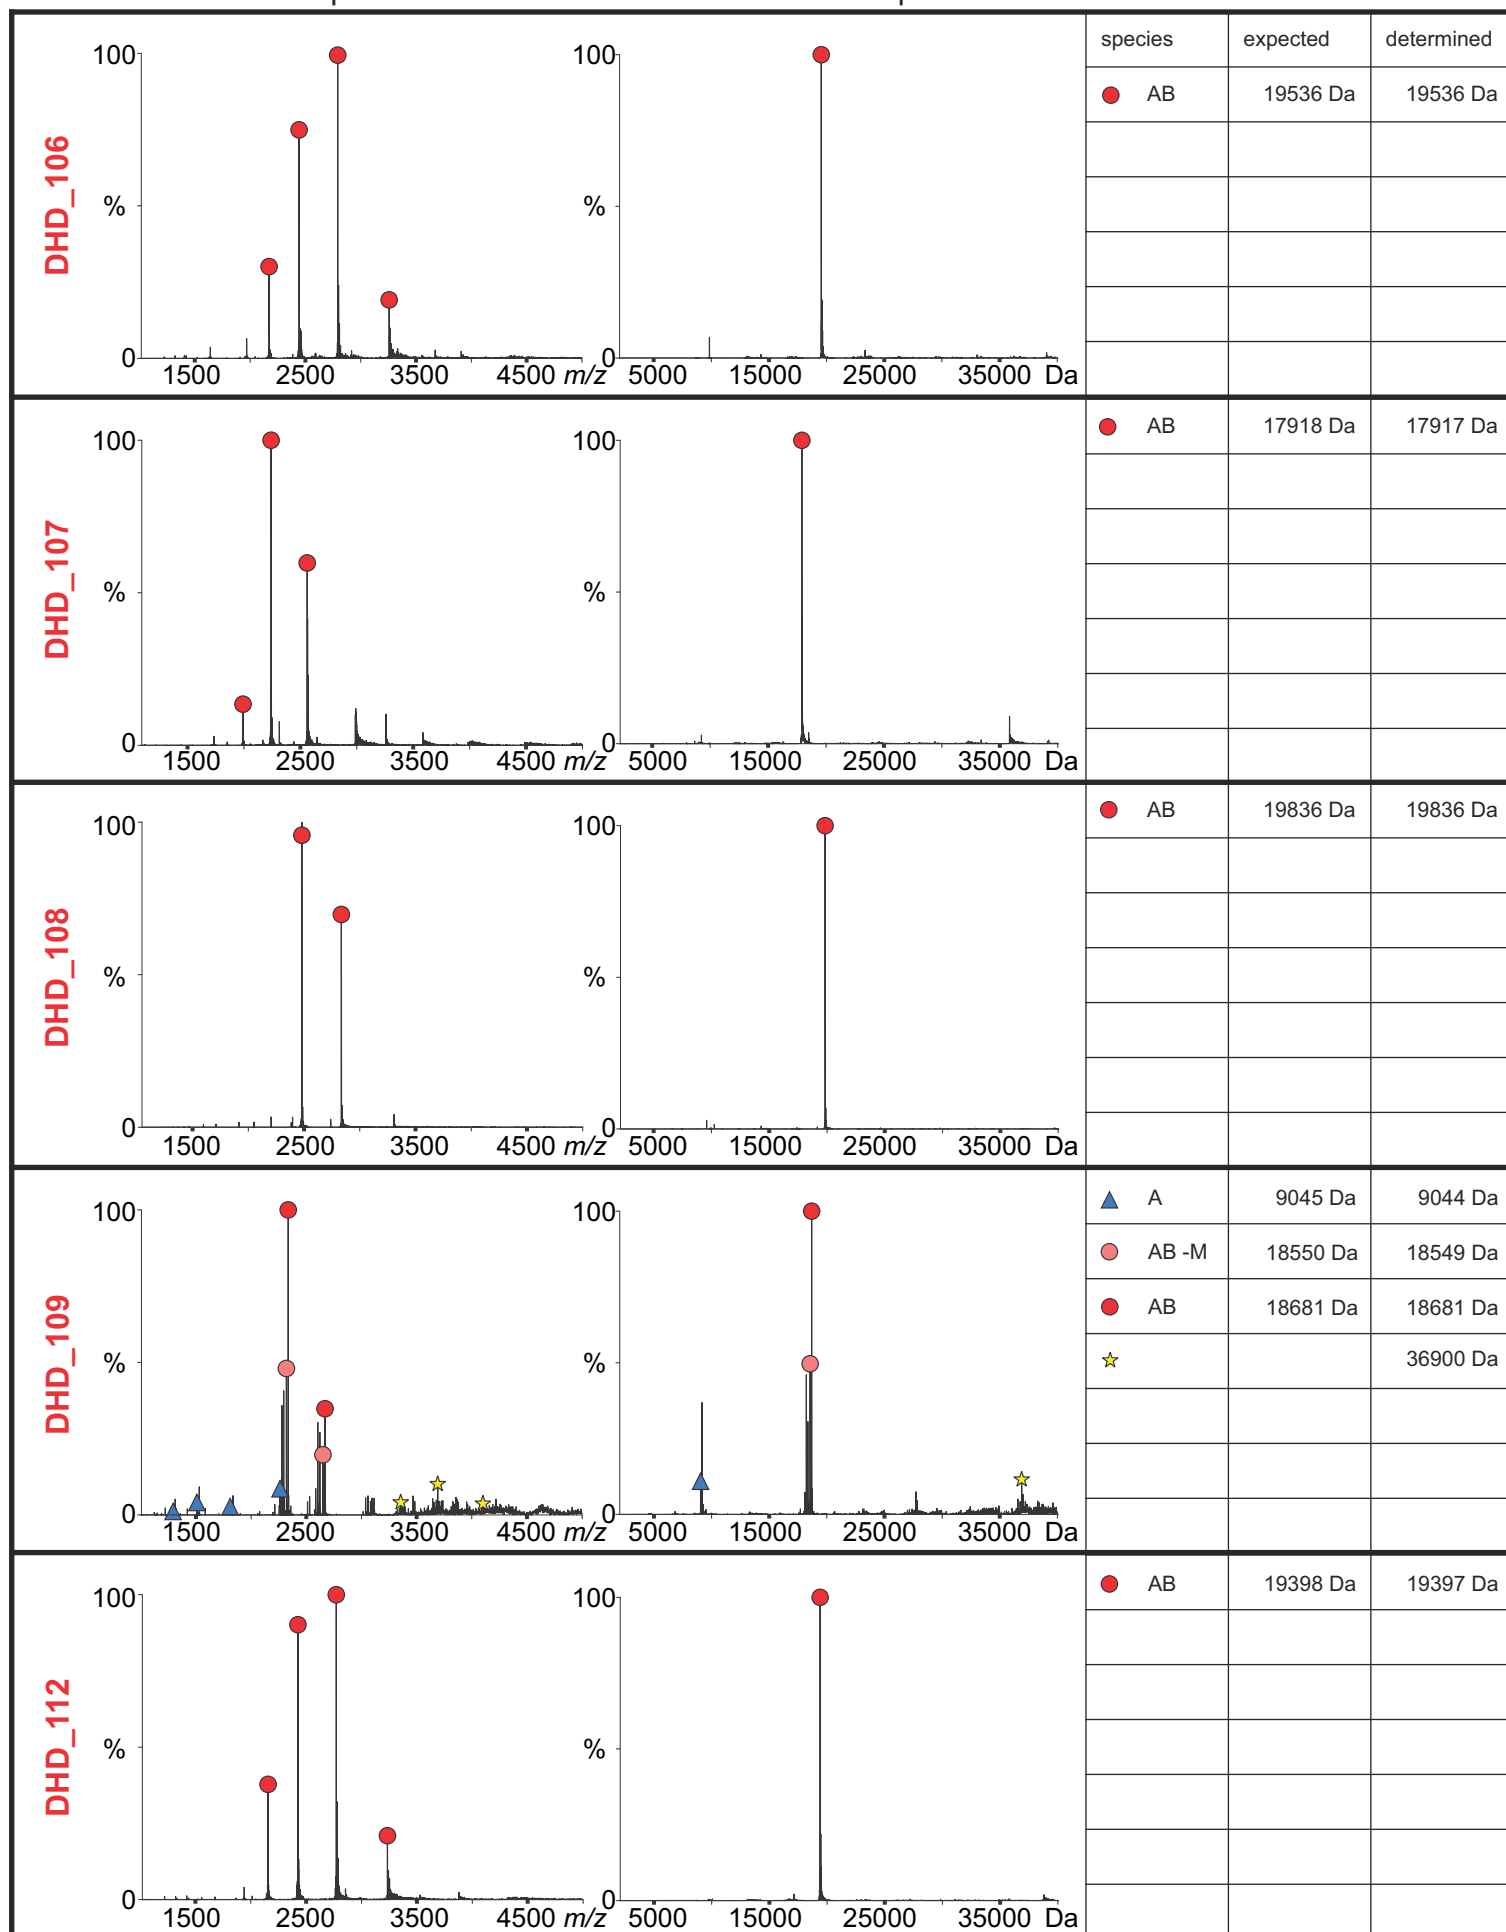 species expected determined
DHD_106
100
%
0
1500 2500 3500 4500 m/z
100
%
0
5000 15000 25000 35000 Da
AB 19536 Da 19536 Da
DHD_107
100
%
0
1500 2500 3500 4500 m/z
100
%
0
5000 15000 25000 35000 Da
AB 17918 Da 17917 Da
DHD_108
100
%
0
1500 2500 3500 4500 m/z
100
%
0
5000 15000 25000 35000 Da
AB 19836 Da 19836 Da
DHD_109
100
%
0
1500 2500 3500 4500 m/z
100
%
0
5000 15000 25000 35000 Da
A 9045 Da 9044 Da
AB -M 18550 Da 18549 Da
AB 18681 Da 18681 Da
36900 Da
DHD_112
100
%
0
1500 2500 3500 4500 m/z
100
%
0
5000 15000 25000 35000 Da
AB 19398 Da 19397 Da